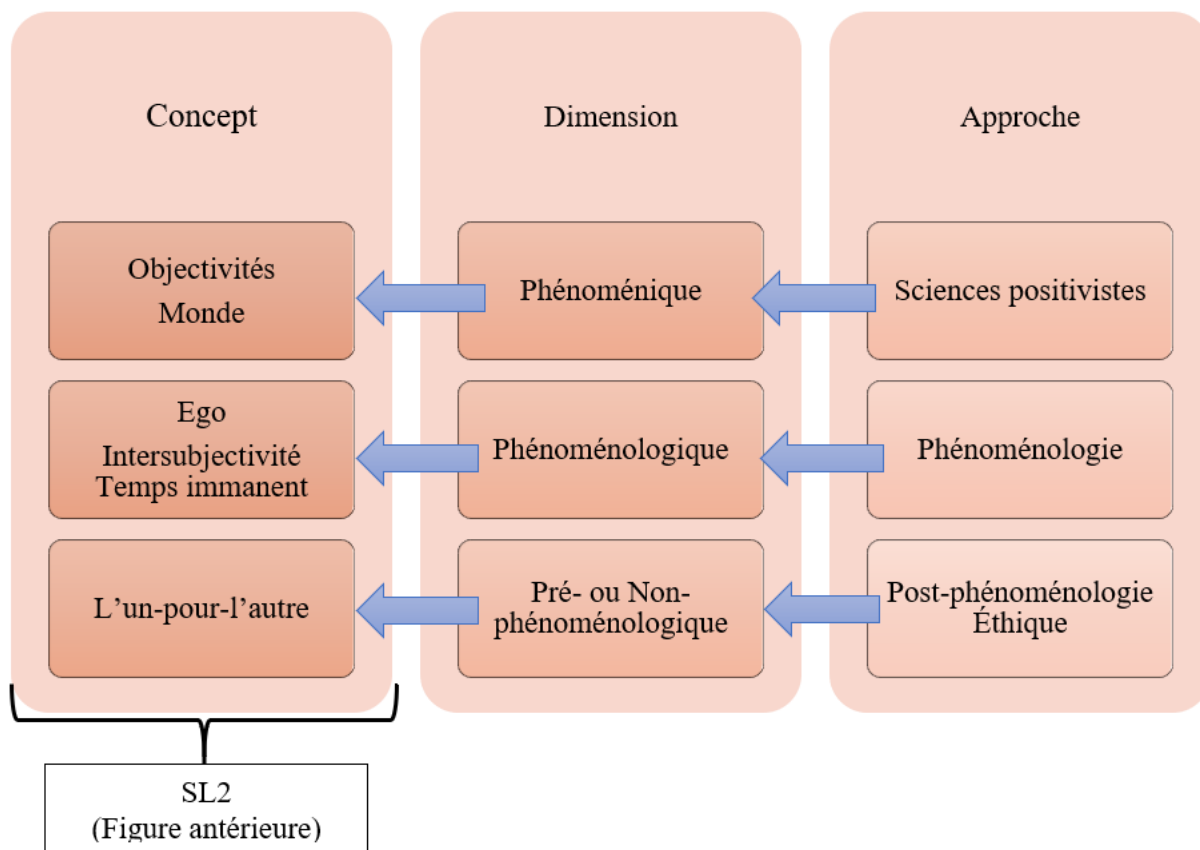 Concept
Dimension
Approche
Objectivités
Monde
Phénoménique
Sciences positivistes
Ego
Intersubjectivité
Temps immanent
Phénoménologique
Phénoménologie
L’un-pour-l’autre
Pré- ou Non-
phénoménologique
Post-phénoménologie
Éthique
SL2
(Figure antérieure)